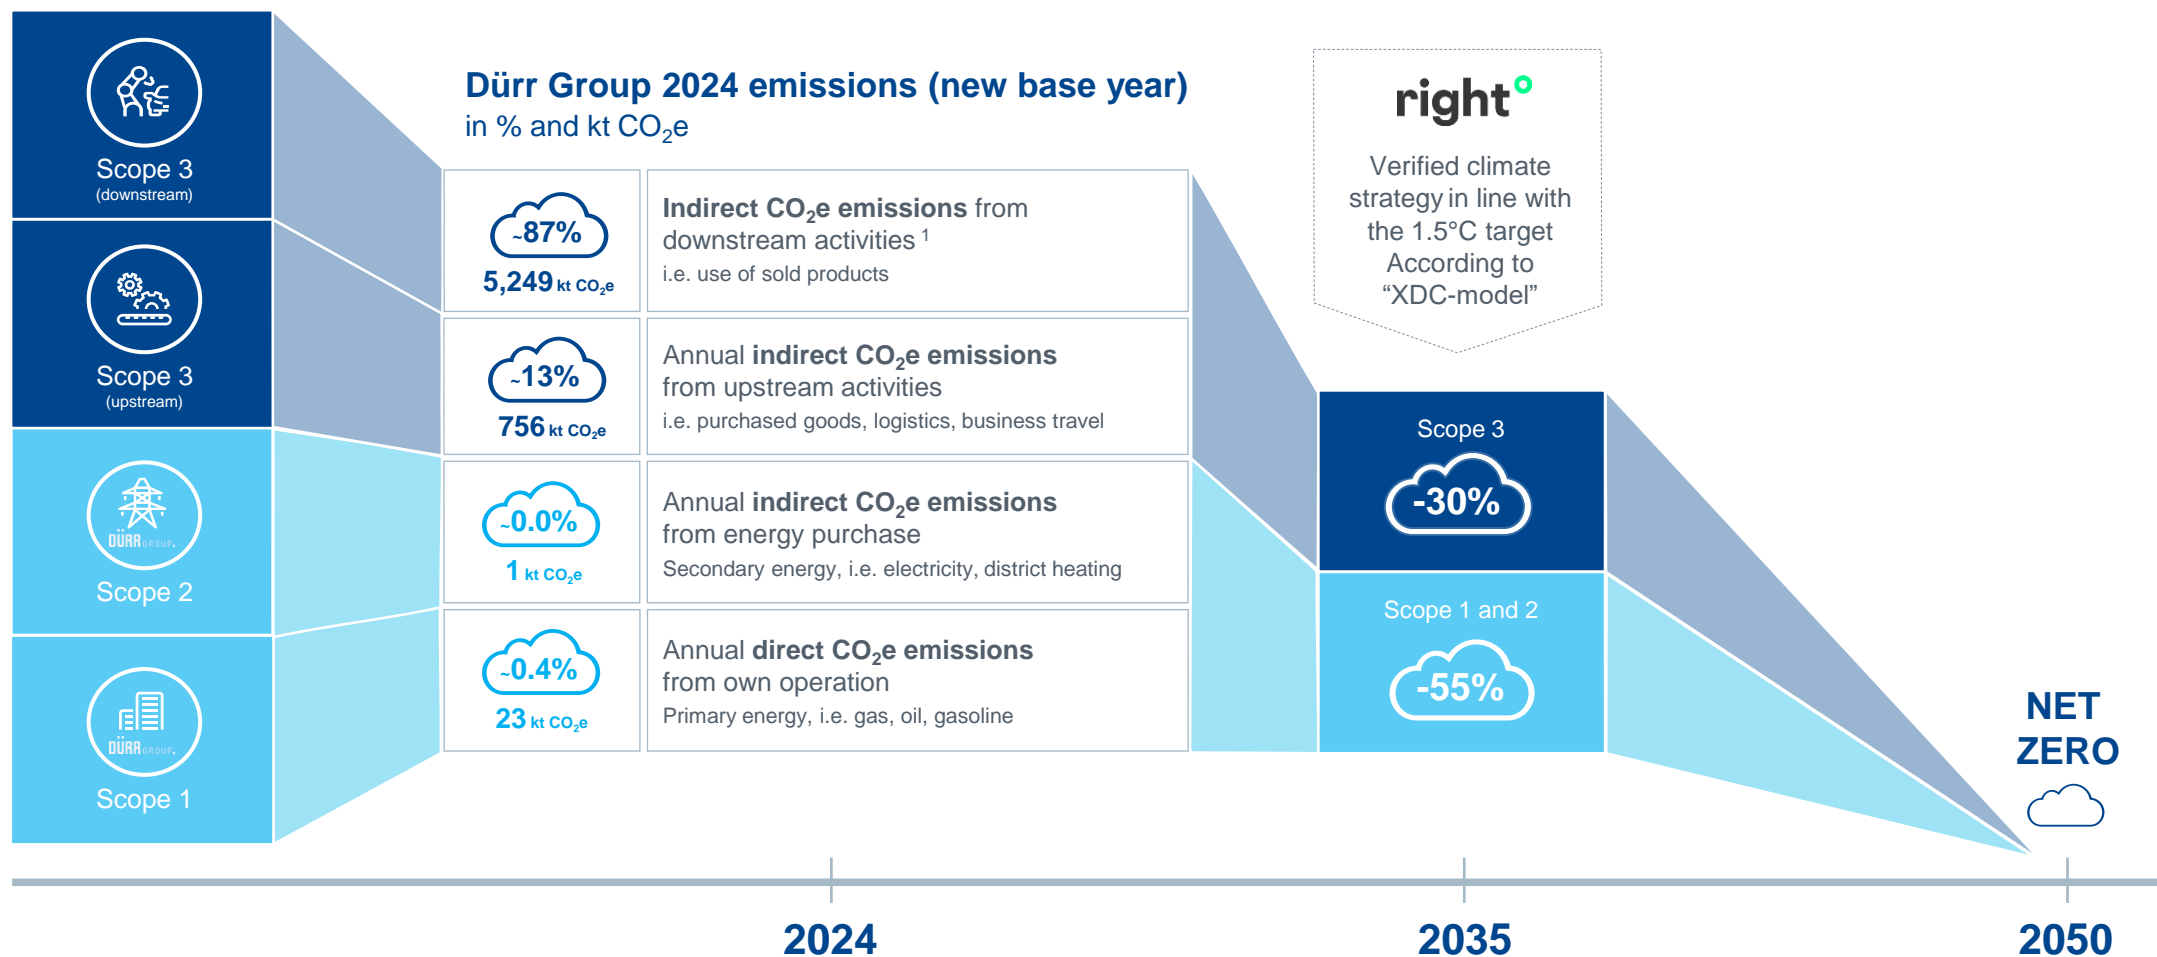 Scope 3
(downstream)
Scope 3
(upstream)
DÜRR GROUP.
Scope 2
DÜRR GROUP.
Scope 1
Dürr Group 2024 emissions (new base year)
in % and kt CO₂e
~87%
5,249 kt CO₂e
Indirect CO₂e emissions from
downstream activities ¹
i.e. use of sold products
~13%
756 kt CO₂e
Annual indirect CO₂e emissions
from upstream activities
i.e. purchased goods, logistics, business travel
~0.0%
1 kt CO₂e
Annual indirect CO₂e emissions
from energy purchase
Secondary energy, i.e. electricity, district heating
~0.4%
23 kt CO₂e
Annual direct CO₂e emissions
from own operation
Primary energy, i.e. gas, oil, gasoline
right°
Verified climate
strategy in line with
the 1.5°C target
According to
“XDC-model”
Scope 3
-30%
Scope 1 and 2
-55%
NET
ZERO
2024
2035
2050